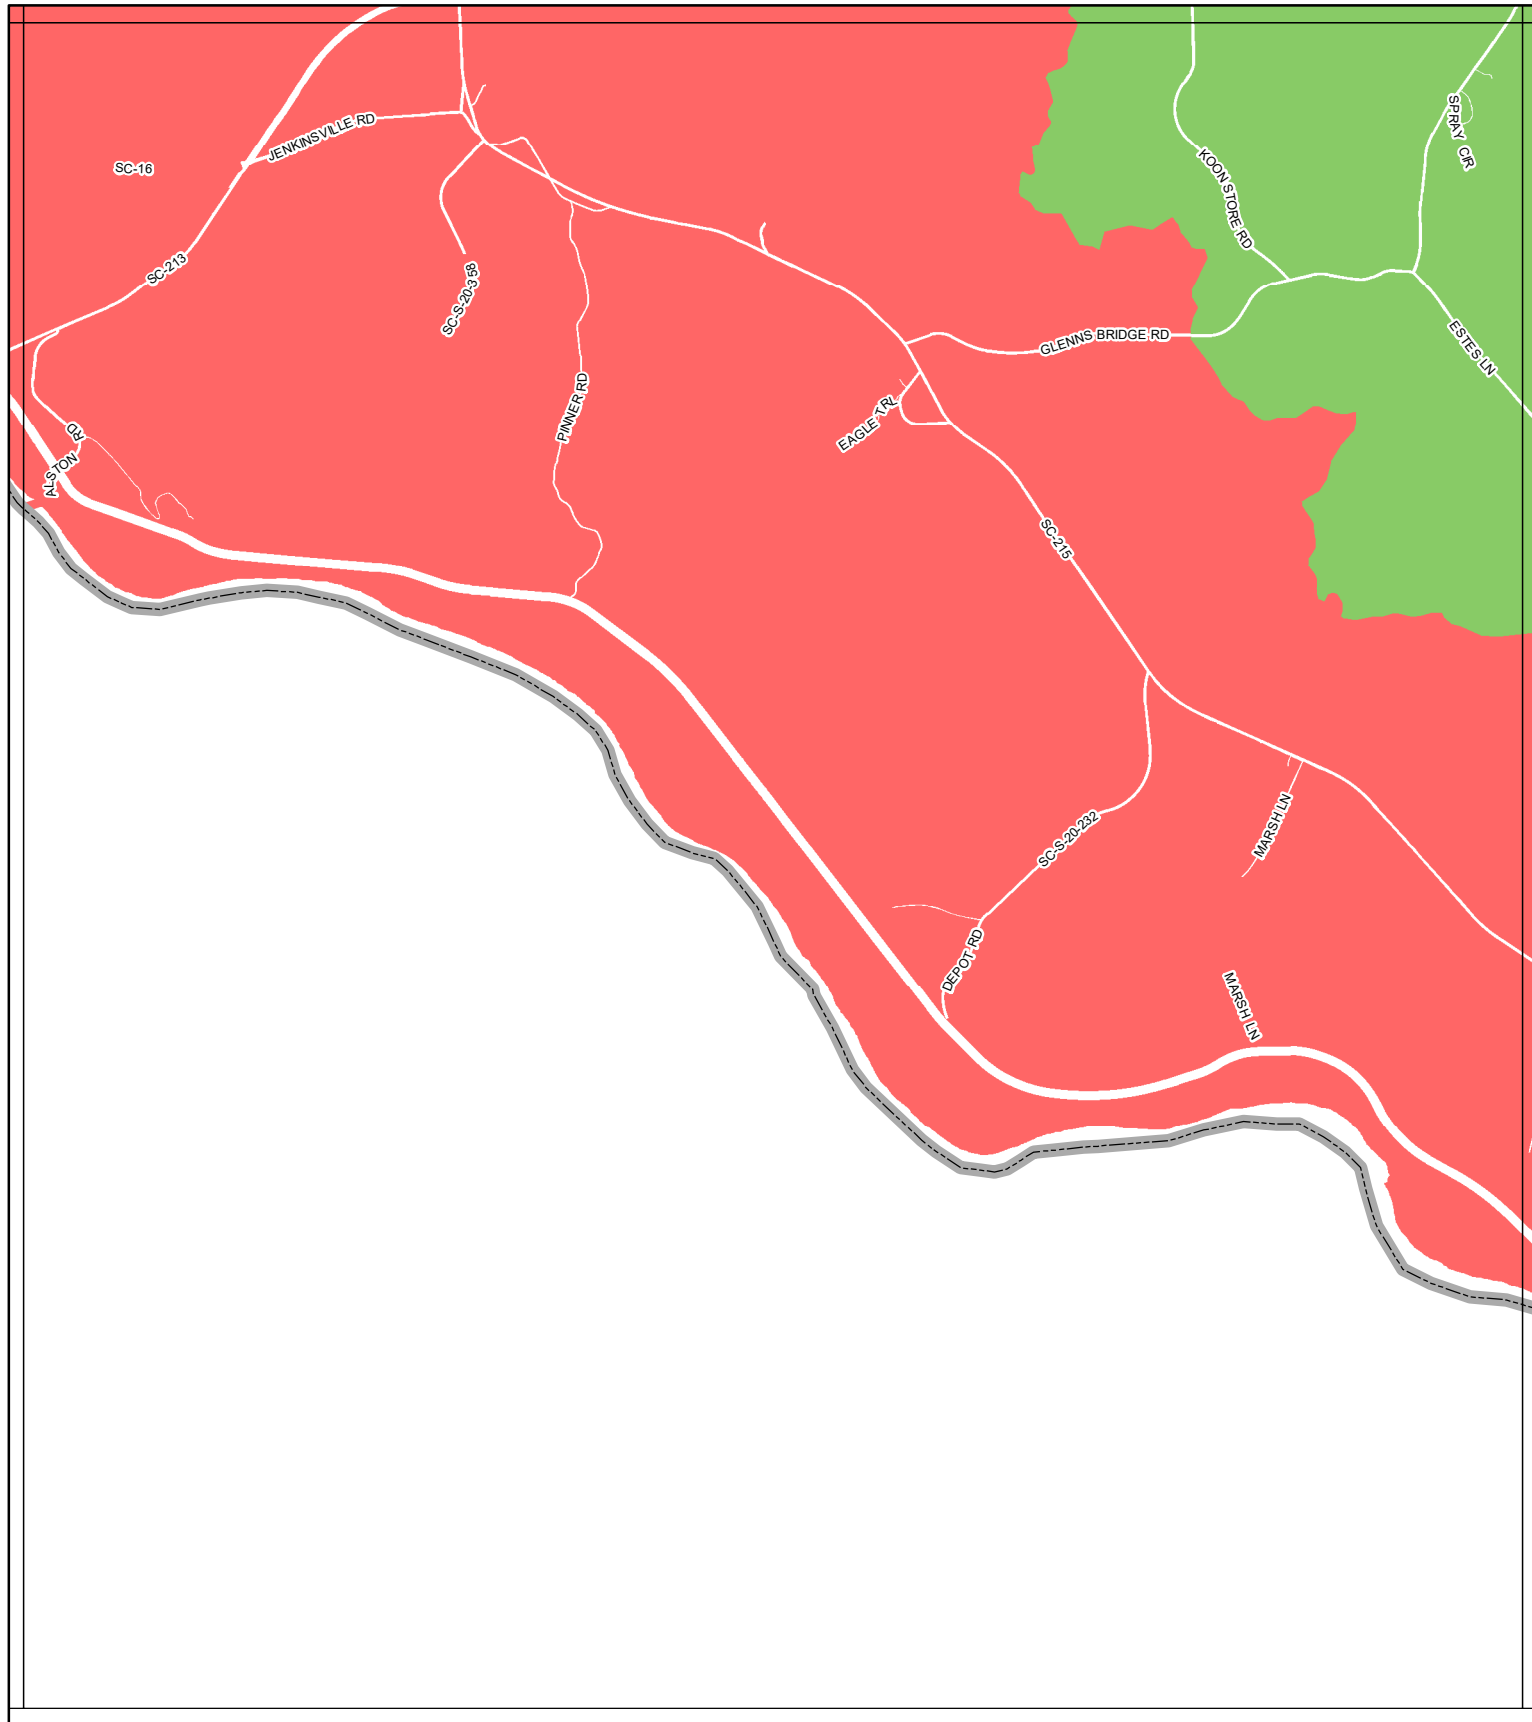 SPRAY CIR
JENKINSVILLE RD
SC-16
KOON STORE RD
SC-213
SC-S-20-358
GLENNS BRIDGE RD
ESTES LN
PINNER RD
EAGLE TRL
ALSTON RD
SC-215
MARSH LN
SC-S-20-232
DEPOT RD
MARSH LN